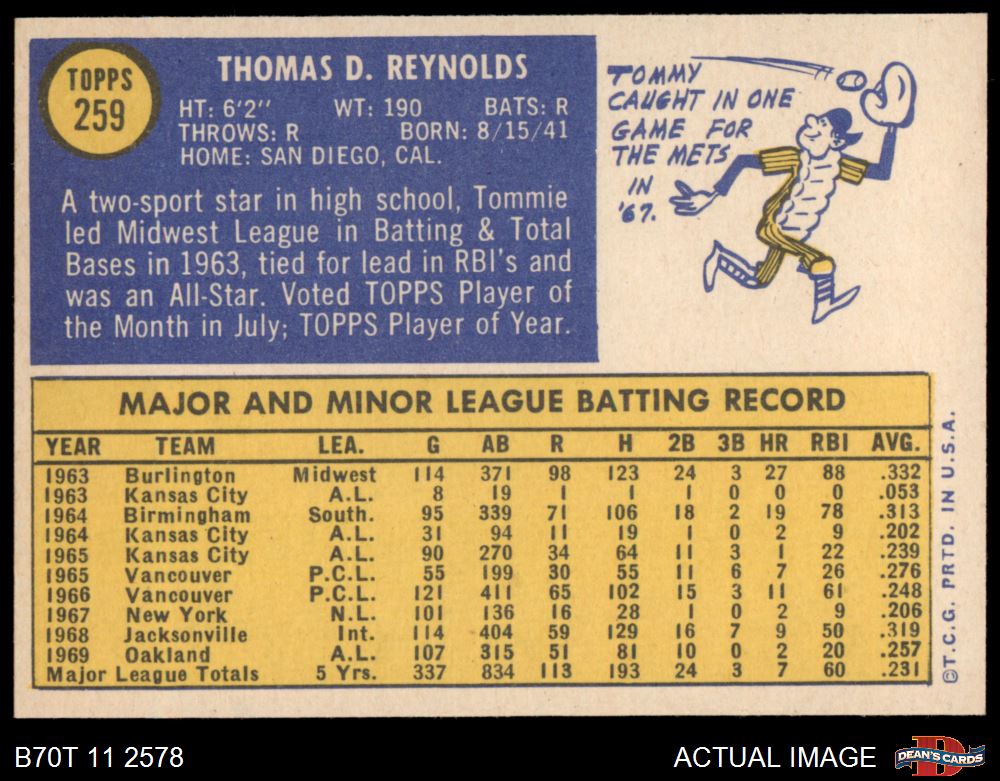 TOPPS
259
THOMAS D. REYNOLDS
HT: 6'2" WT: 190 BATS: R
THROWS: R BORN: 8/15/41
HOME: SAN DIEGO, CAL.
A two-sport star in high school, Tommie
led Midwest League in Batting & Total
Bases in 1963, tied for lead in RBI's and
was an All-Star. Voted TOPPS Player of
the Month in July; TOPPS Player of Year.
TOMMY
CAUGHT IN ONE
GAME FOR
THE METS
IN
'67.
MAJOR AND MINOR LEAGUE BATTING RECORD
YEAR TEAM LEA. G AB R H 2B 3B HR RBI AVG.
1963 Burlington Midwest 114 371 98 123 24 3 27 88 .332
1963 Kansas City A.L. 8 19 1 1 1 0 0 0 .053
1964 Birmingham South. 95 339 71 106 18 2 19 78 .313
1964 Kansas City A.L. 31 94 11 19 1 0 2 9 .202
1965 Kansas City A.L. 90 270 34 64 11 3 1 22 .239
1965 Vancouver P.C.L. 55 199 30 55 11 6 7 26 .276
1966 Vancouver P.C.L. 121 411 65 102 15 3 11 61 .248
1967 New York N.L. 101 136 16 28 1 0 2 9 .206
1968 Jacksonville Int. 114 404 59 129 16 7 9 50 .319
1969 Oakland A.L. 107 315 51 81 10 0 2 20 .257
Major League Totals 5 Yrs. 337 834 113 193 24 3 7 60 .231
©T.C.G. PRTD. IN U.S.A.
B70T 11 2578
ACTUAL IMAGE
D
DEAN'S CARDS